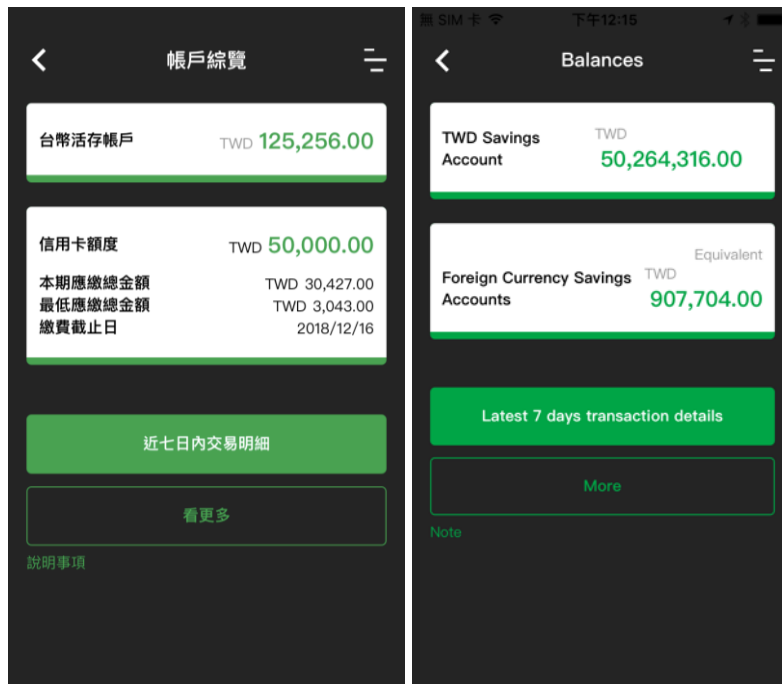 帳戶綜覽
台幣活存帳戶 TWD 125,256.00
信用卡額度 TWD 50,000.00
本期應繳總金額 TWD 30,427.00
最低應繳總金額 TWD 3,043.00
繳費截止日 2018/12/16
近七日內交易明細
看更多
說明事項
無 SIM 卡 下午12:15
Balances
TWD Savings
Account
TWD
50,264,316.00
Foreign Currency Savings
Accounts
Equivalent
TWD
907,704.00
Latest 7 days transaction details
More
Note